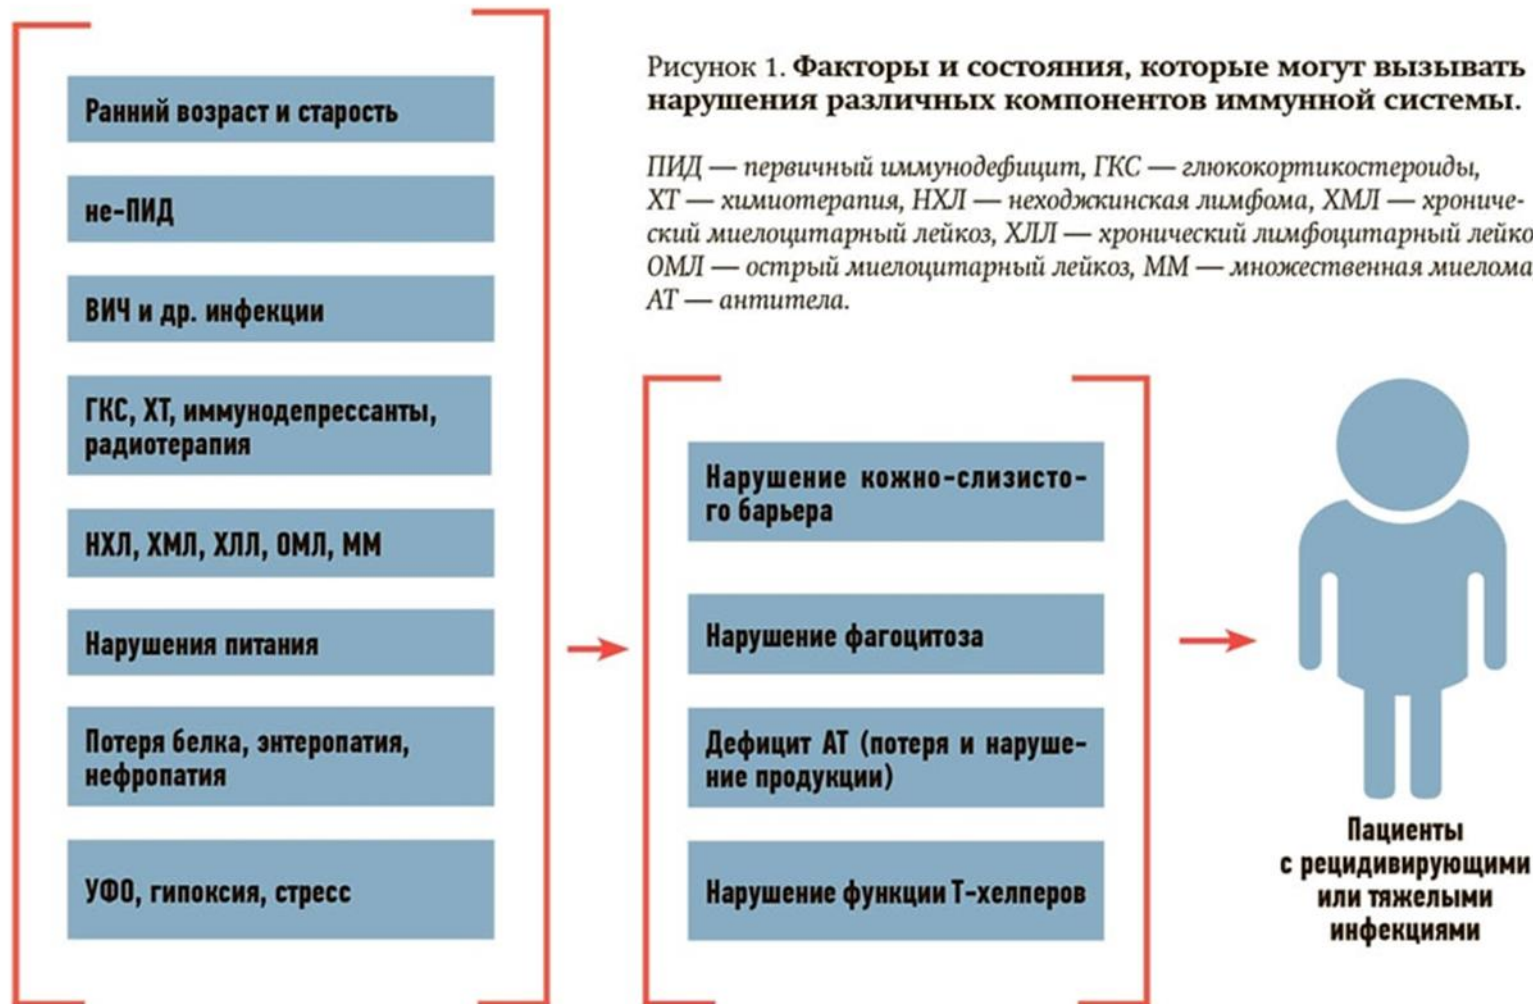 Рисунок 1. Факторы и состояния, которые могут вызывать
нарушения различных компонентов иммунной системы.
ПИД — первичный иммунодефицит, ГКС — глюкокортикостероиды,
ХТ — химиотерапия, НХЛ — неходжкинская лимфома, ХМЛ — хрониче-
ский миелоцитарный лейкоз, ХЛЛ — хронический лимфоцитарный лейко
ОМЛ — острый миелоцитарный лейкоз, ММ — множественная миелома
АТ — антитела.
Ранний возраст и старость
не-ПИД
ВИЧ и др. инфекции
ГКС, ХТ, иммунодепрессанты,
радиотерапия
НХЛ, ХМЛ, ХЛЛ, ОМЛ, ММ
Нарушения питания
Потеря белка, энтеропатия,
нефропатия
УФО, гипоксия, стресс
Нарушение кожно-слизисто-
го барьера
Нарушение фагоцитоза
Дефицит АТ (потеря и наруше-
ние продукции)
Нарушение функции Т-хелперов
Пациенты
с рецидивирующими
или тяжелыми
инфекциями